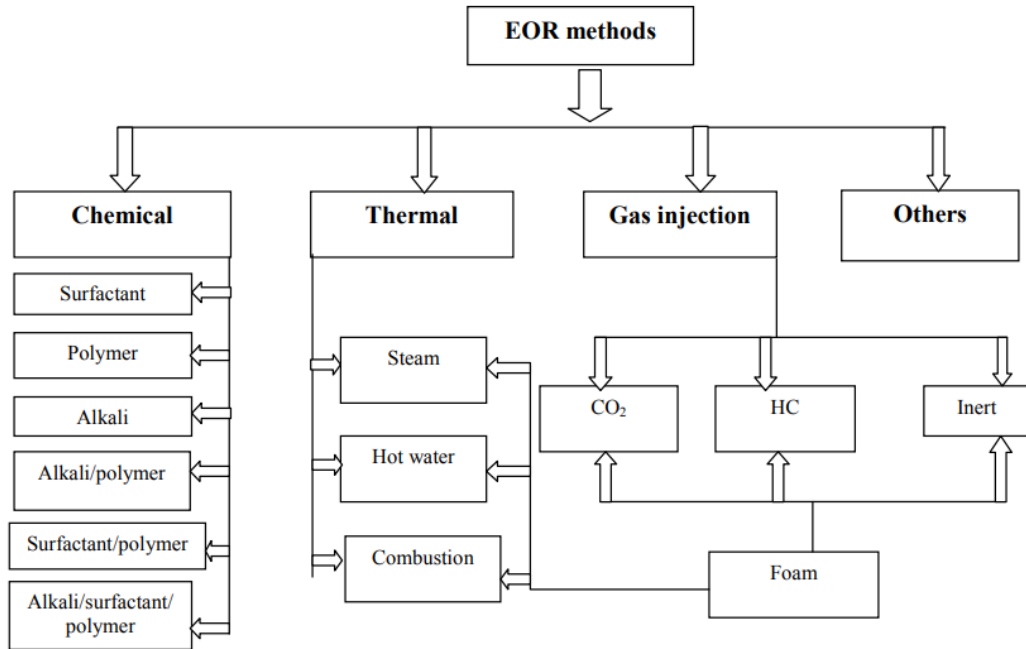 EOR methods
Chemical
Thermal
Gas injection
Others
Surfactant
Polymer
Alkali
Alkali/polymer
Surfactant/polymer
Alkali/surfactant/
polymer
Steam
Hot water
Combustion
CO₂
HC
Inert
Foam